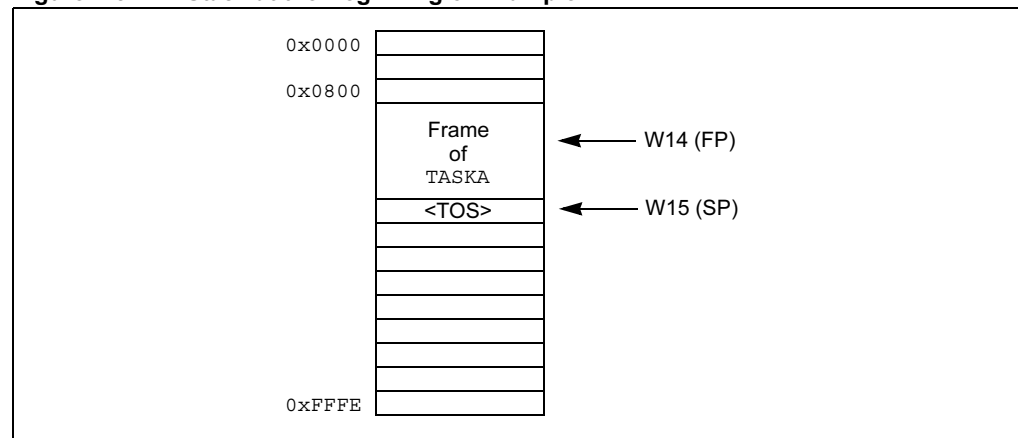 0x0000
0x0800
Frame
of
TASKA
W14 (FP)
<TOS>
W15 (SP)
0xFFFE